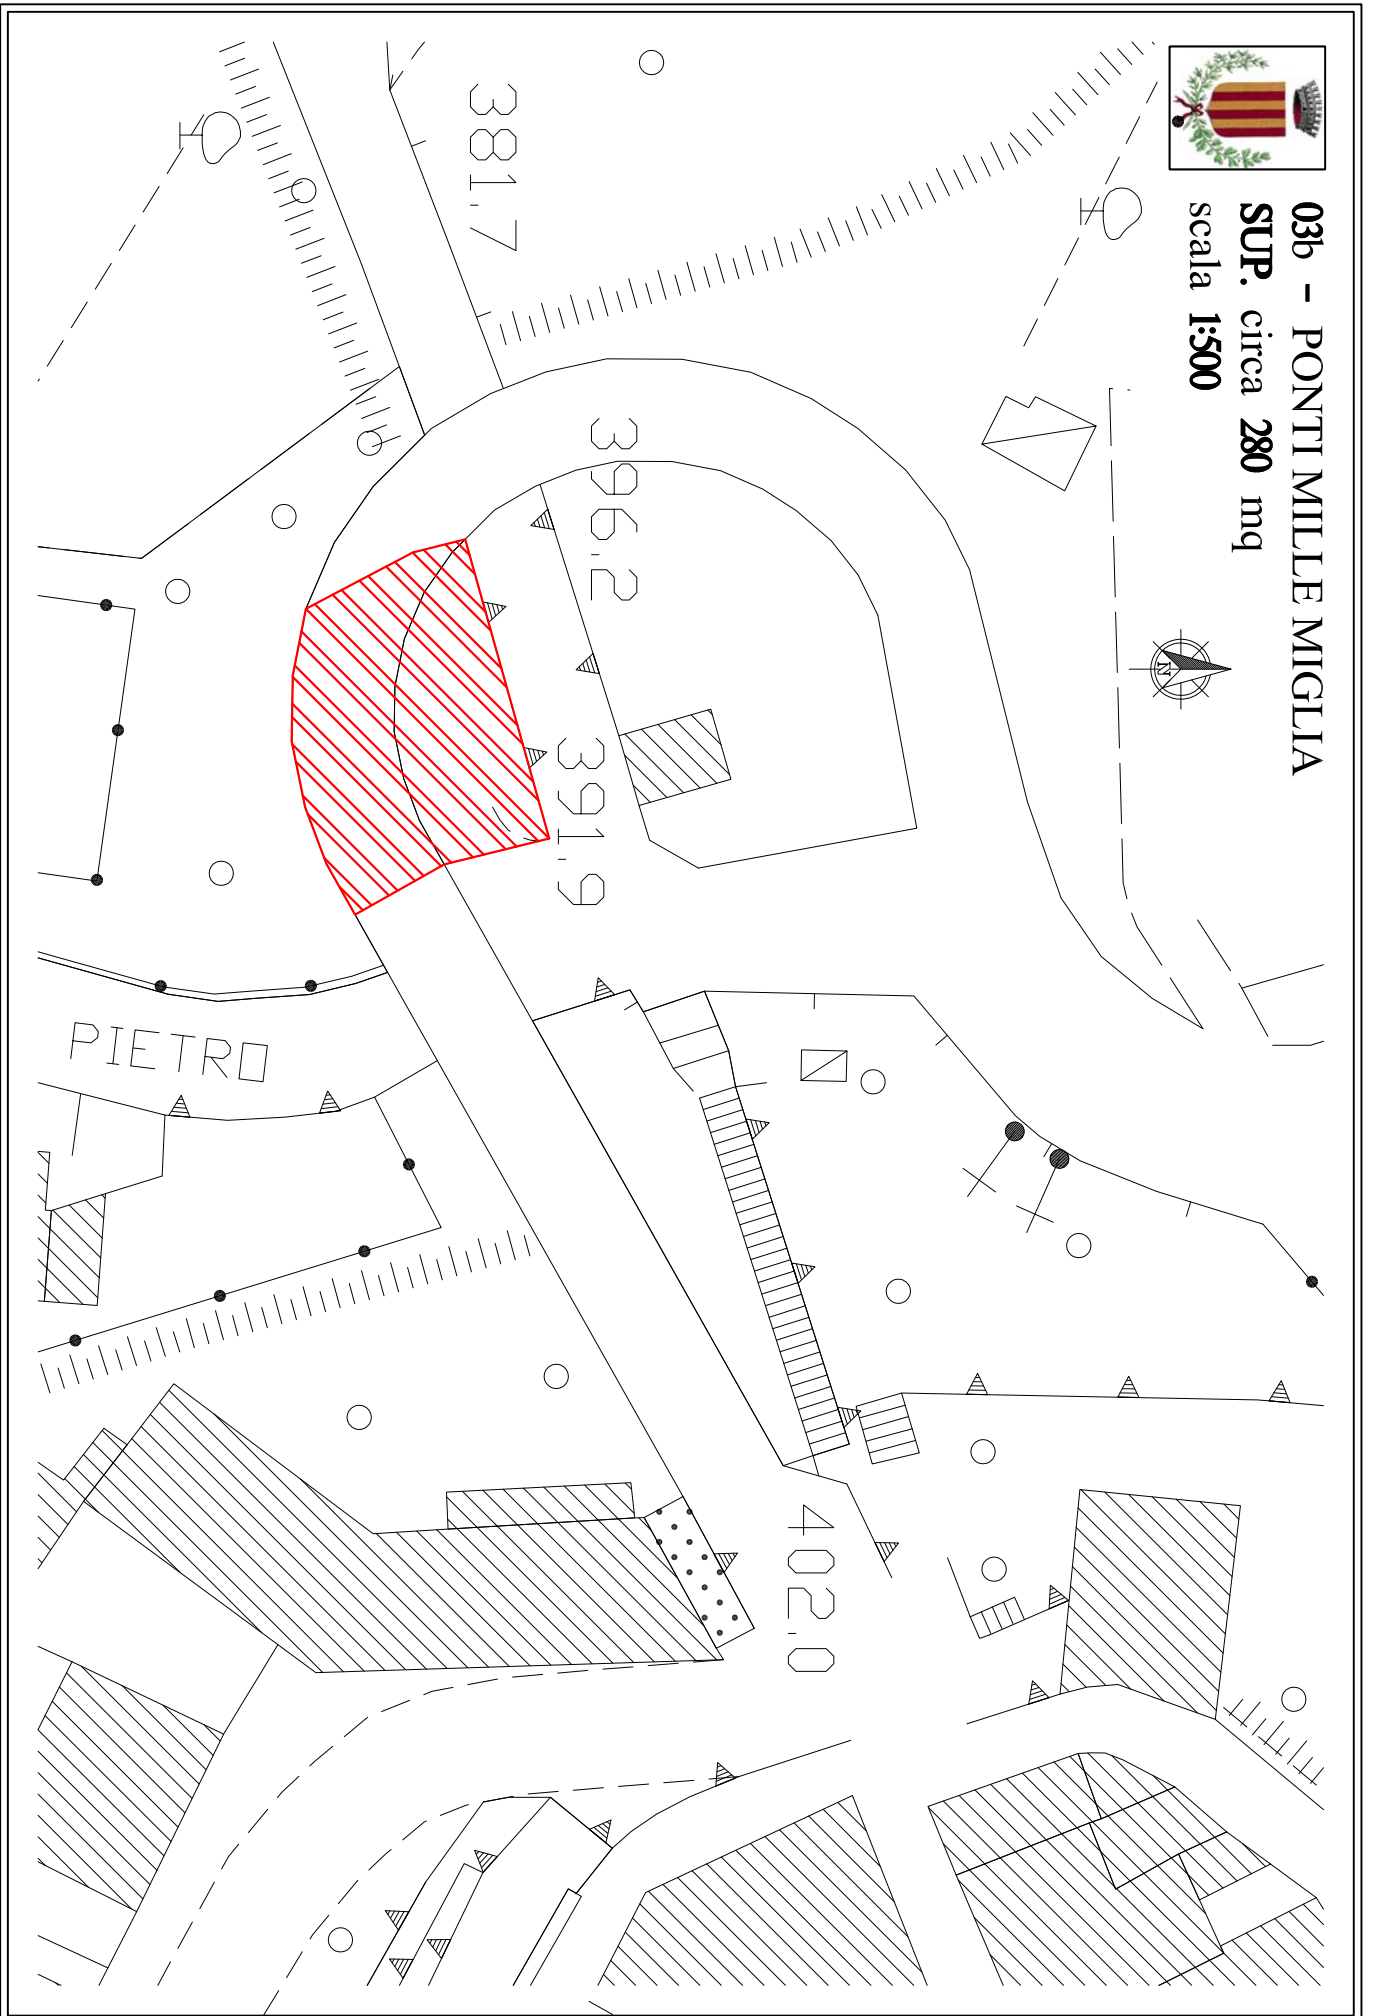 03b - PONTI MILLE MIGLIA
SUP. circa 280 mq
scala 1:500
N
381.7
396.2
391.9
402.0
PIETRO